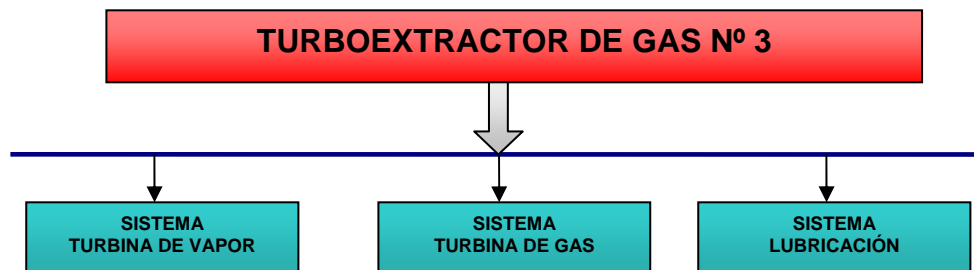 TURBOEXTRACTOR DE GAS Nº 3
SISTEMA
TURBINA DE VAPOR
SISTEMA
TURBINA DE GAS
SISTEMA
LUBRICACIÓN